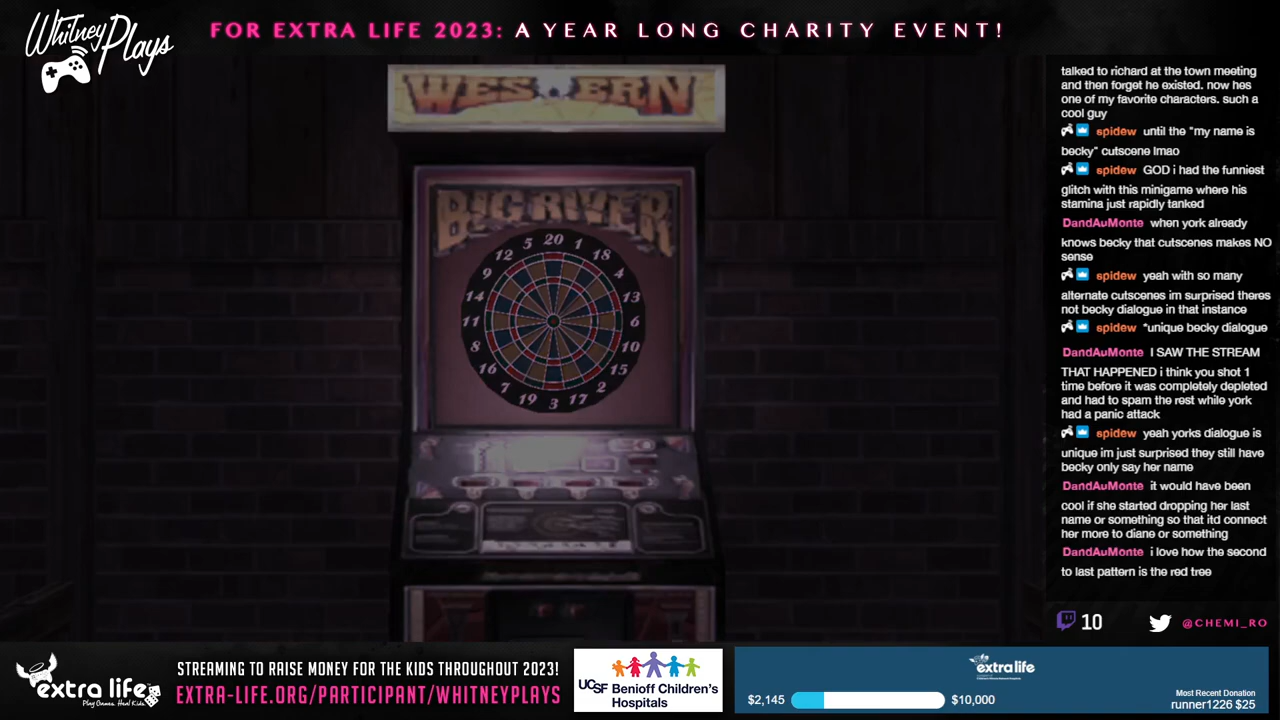 Whitney Plays
FOR EXTRA LIFE 2023: A YEAR LONG CHARITY EVENT!
WES ERN
BIG RIVER
20
1
18
4
13
6
10
15
2
17
3
19
7
16
8
11
14
9
12
5
talked to richard at the town meeting
and then forget he existed. now hes
one of my favorite characters. such a
cool guy
spidew until the "my name is
becky" cutscene lmao
spidew GOD i had the funniest
glitch with this minigame where his
stamina just rapidly tanked
DandAuMonte when york already
knows becky that cutscenes makes NO
sense
spidew yeah with so many
alternate cutscenes im surprised theres
not becky dialogue in that instance
spidew *unique becky dialogue
DandAuMonte I SAW THE STREAM
THAT HAPPENED i think you shot 1
time before it was completely depleted
and had to spam the rest while york
had a panic attack
spidew yeah yorks dialogue is
unique im just surprised they still have
becky only say her name
DandAuMonte it would have been
cool if she started dropping her last
name or something so that itd connect
her more to diane or something
DandAuMonte i love how the second
to last pattern is the red tree
10
@CHEMI_RO
extra life
Play Games. Heal Kids.
STREAMING TO RAISE MONEY FOR THE KIDS THROUGHOUT 2023!
EXTRA-LIFE.ORG/PARTICIPANT/WHITNEYPLAYS
UCSF Benioff Children's
Hospitals
extra life
$2,145
$10,000
Most Recent Donation
runner1226 $25